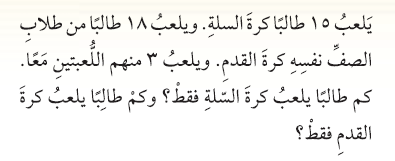 يَلعبُ ١٥ طالبًا كرةَ السلةِ. ويلعبُ ١٨ طالبًا من طلابِ
الصفِّ نفسِهِ كرةَ القدمِ. ويلعبُ ٣ منهم اللُّعبتينِ مَعًا.
كم طالبًا يلعبُ كرةَ السّلةِ فقطْ؟ وكمْ طالِبًا يلعبُ كرةَ
القدمِ فقطْ؟